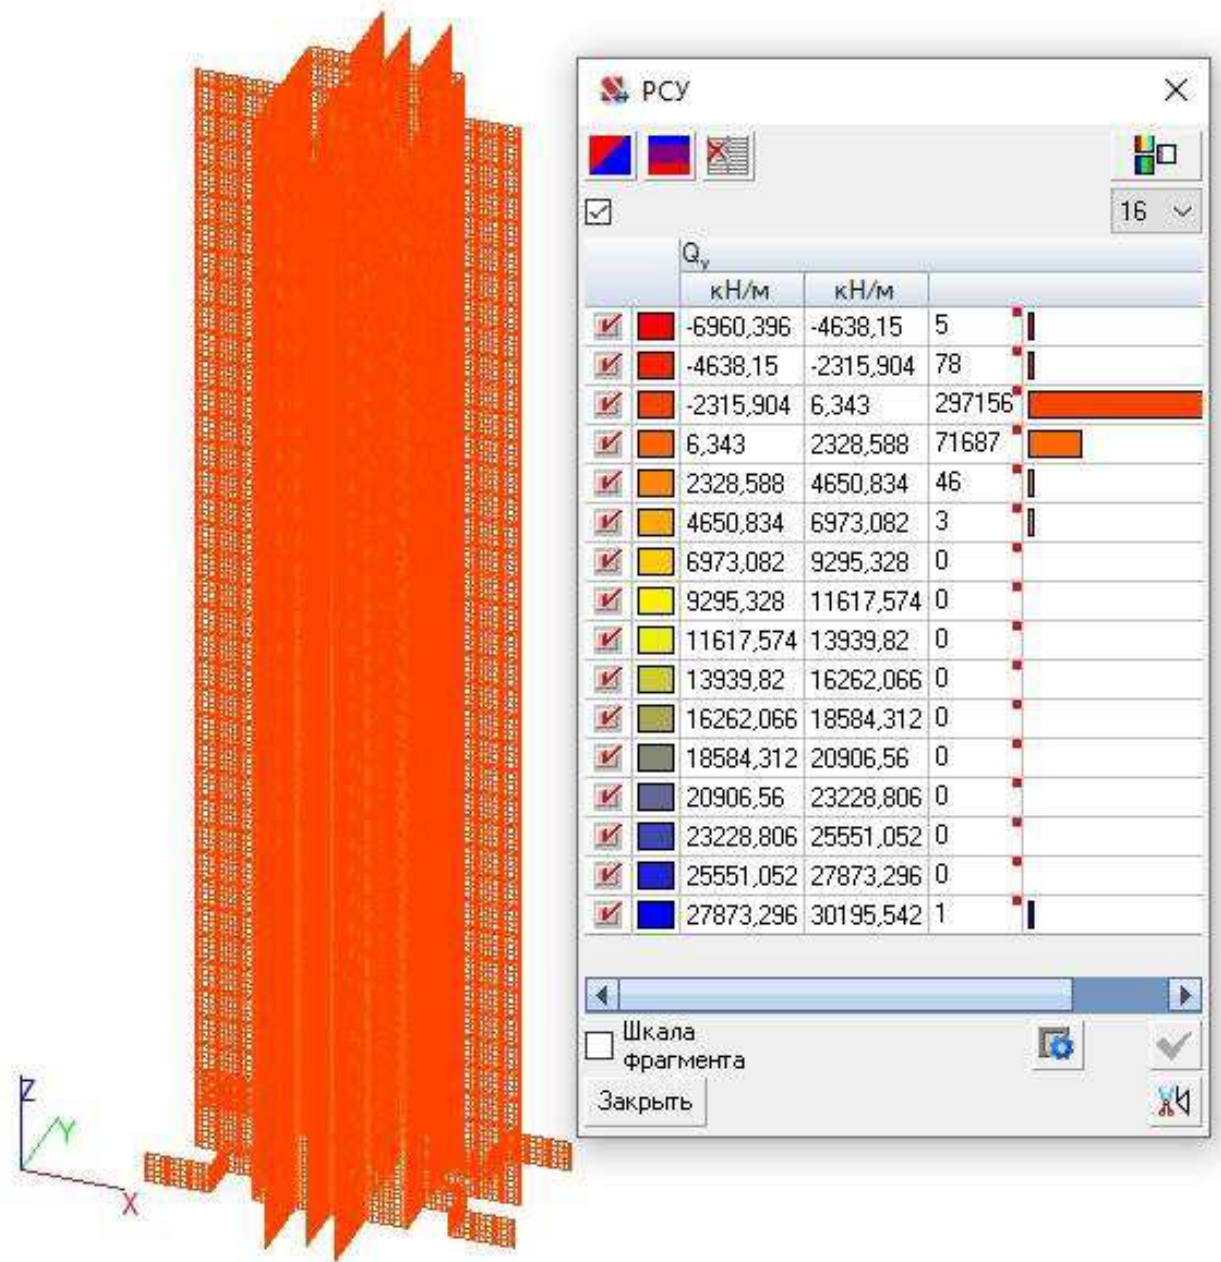 РСУ
16
Qy
кН/м кН/м
-6960,396 -4638,15 5
-4638,15 -2315,904 78
-2315,904 6,343 297156
6,343 2328,588 71687
2328,588 4650,834 46
4650,834 6973,082 3
6973,082 9295,328 0
9295,328 11617,574 0
11617,574 13939,82 0
13939,82 16262,066 0
16262,066 18584,312 0
18584,312 20906,56 0
20906,56 23228,806 0
23228,806 25551,052 0
25551,052 27873,296 0
27873,296 30195,542 1
Шкала
фрагмента
Закрыть
Z
Y
X